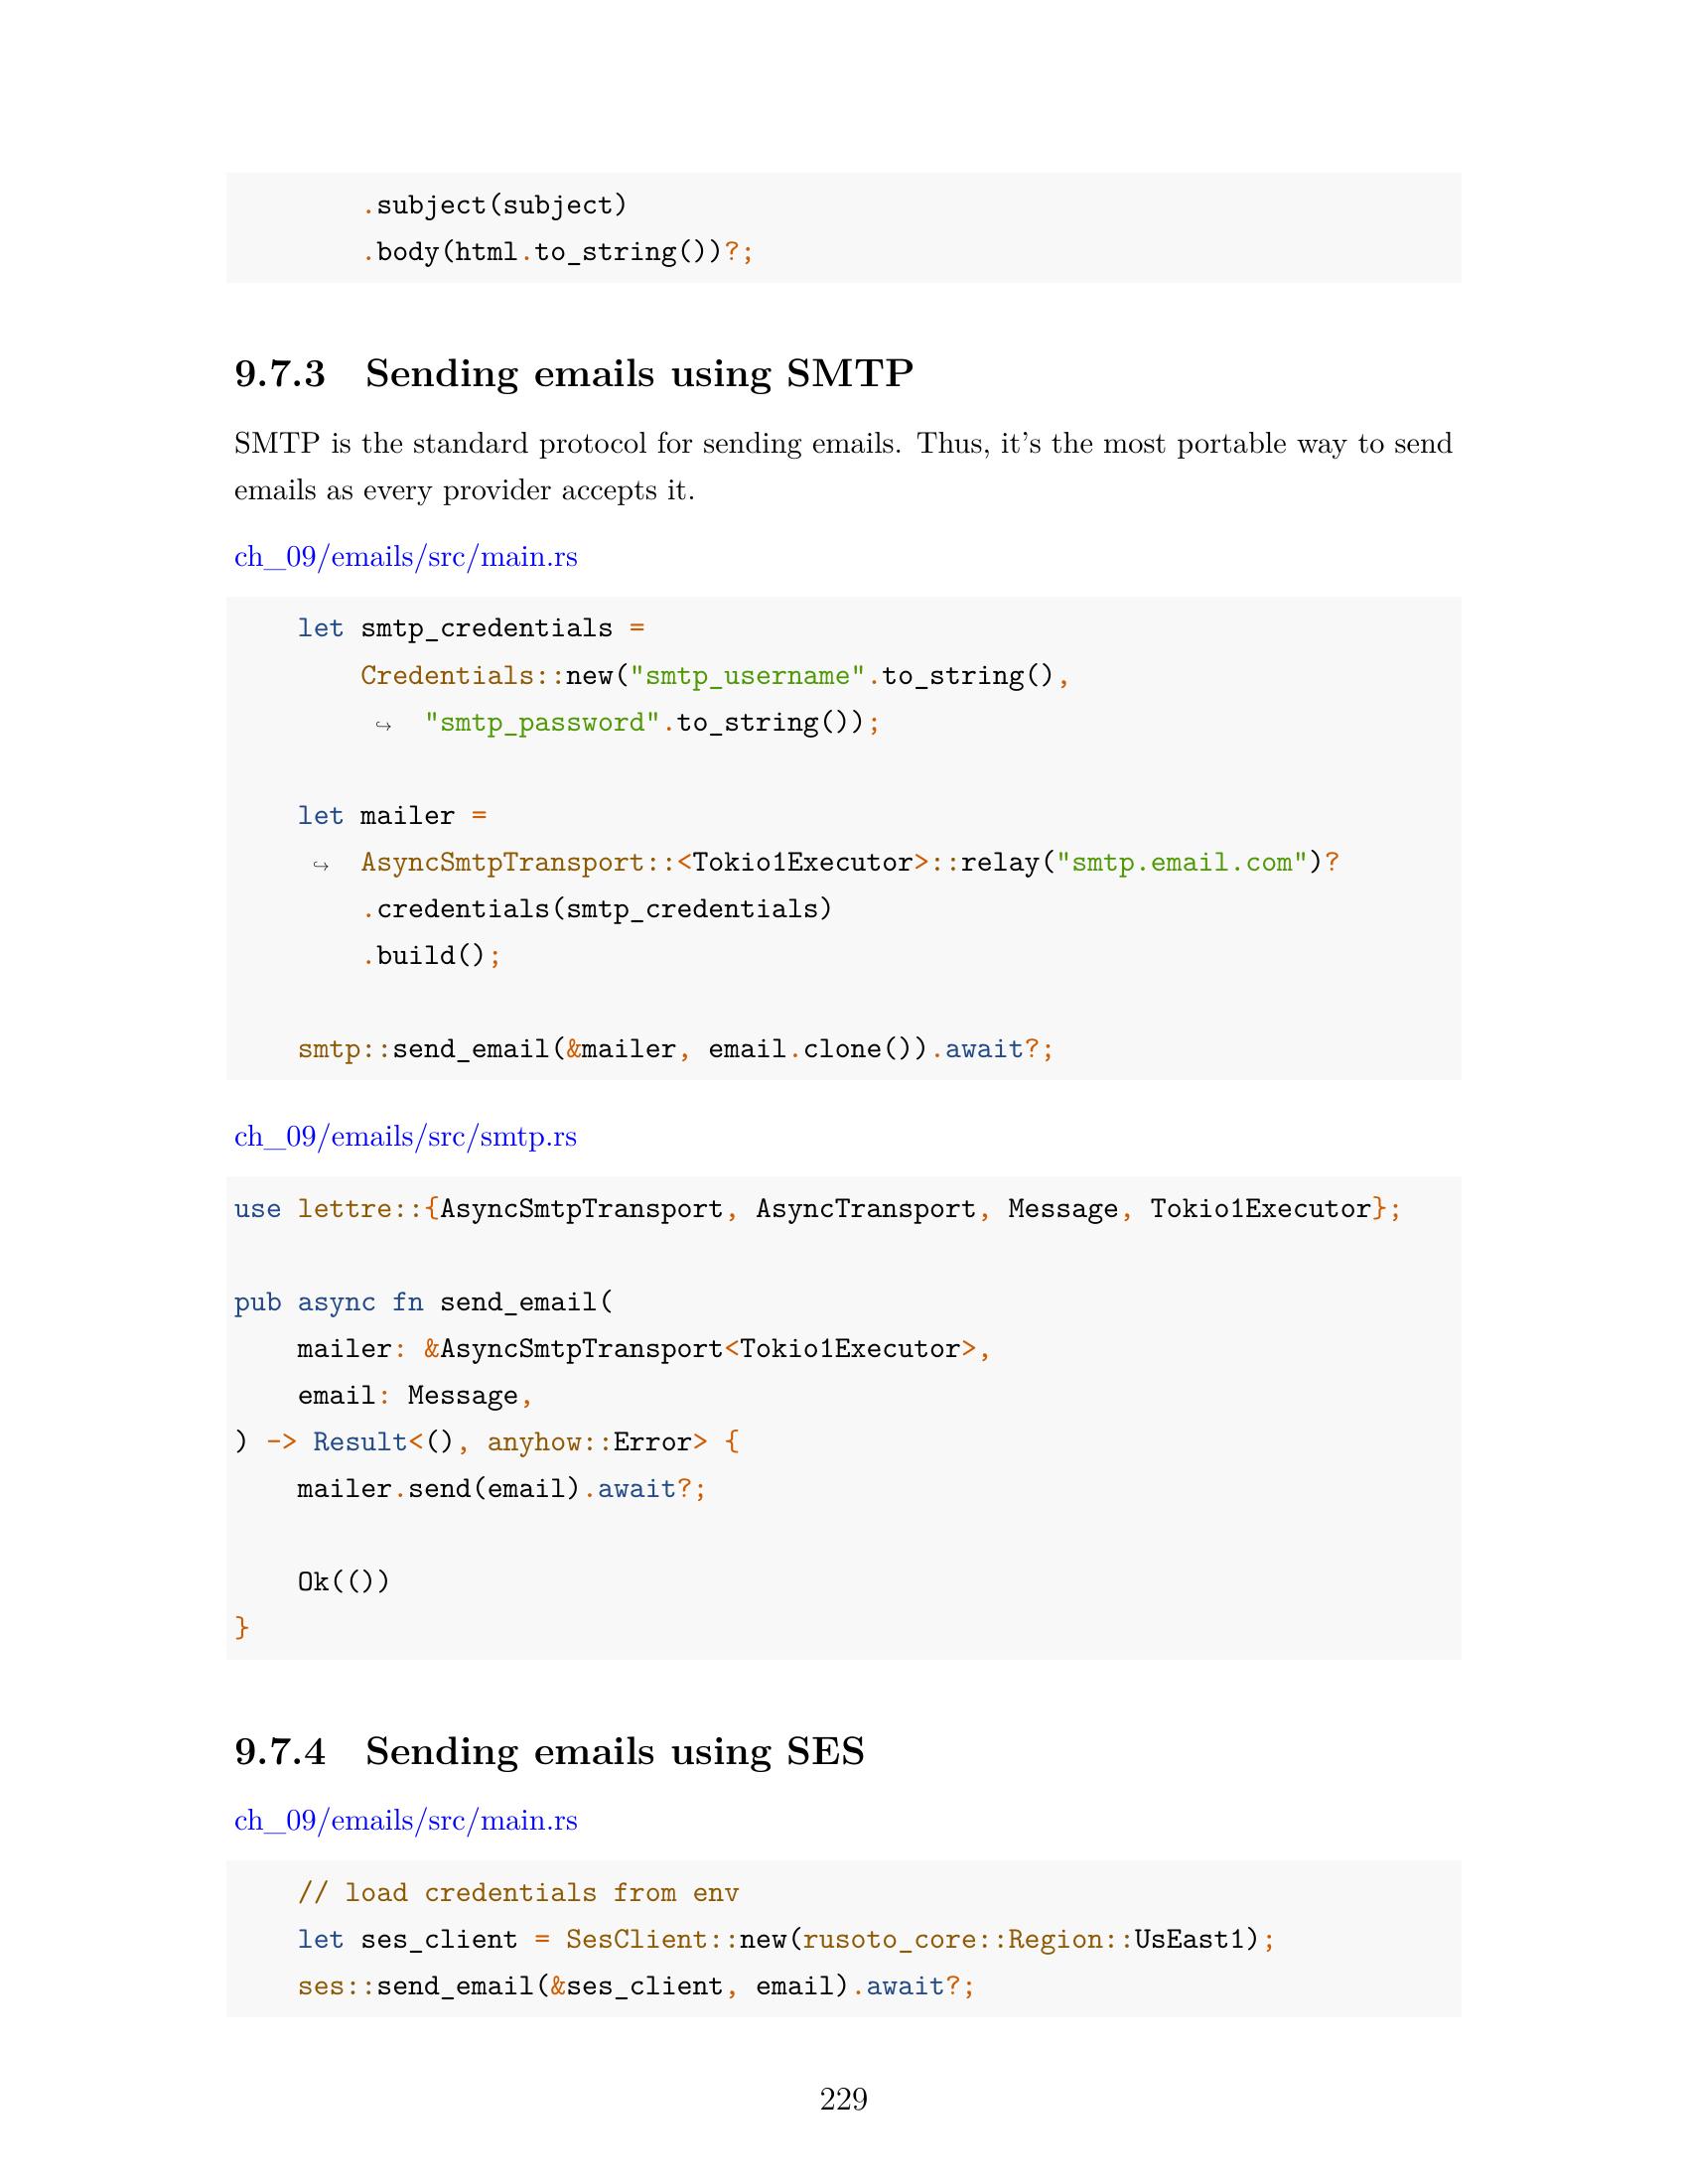 .subject(subject)
.body(html.to_string())?;
9.7.3 Sending emails using SMTP
SMTP is the standard protocol for sending emails. Thus, it's the most portable way to send
emails as every provider accepts it.
ch_09/emails/src/main.rs
let smtp_credentials =
Credentials::new("smtp_username".to_string(),
↪ "smtp_password".to_string());
let mailer =
↪ AsyncSmtpTransport::<Tokio1Executor>::relay("smtp.email.com")?
.credentials(smtp_credentials)
.build();
smtp::send_email(&mailer, email.clone()).await?;
ch_09/emails/src/smtp.rs
use lettre::{AsyncSmtpTransport, AsyncTransport, Message, Tokio1Executor};
pub async fn send_email(
mailer: &AsyncSmtpTransport<Tokio1Executor>,
email: Message,
) -> Result<(), anyhow::Error> {
mailer.send(email).await?;
Ok(())
}
9.7.4 Sending emails using SES
ch_09/emails/src/main.rs
// load credentials from env
let ses_client = SesClient::new(rusoto_core::Region::UsEast1);
ses::send_email(&ses_client, email).await?;
229